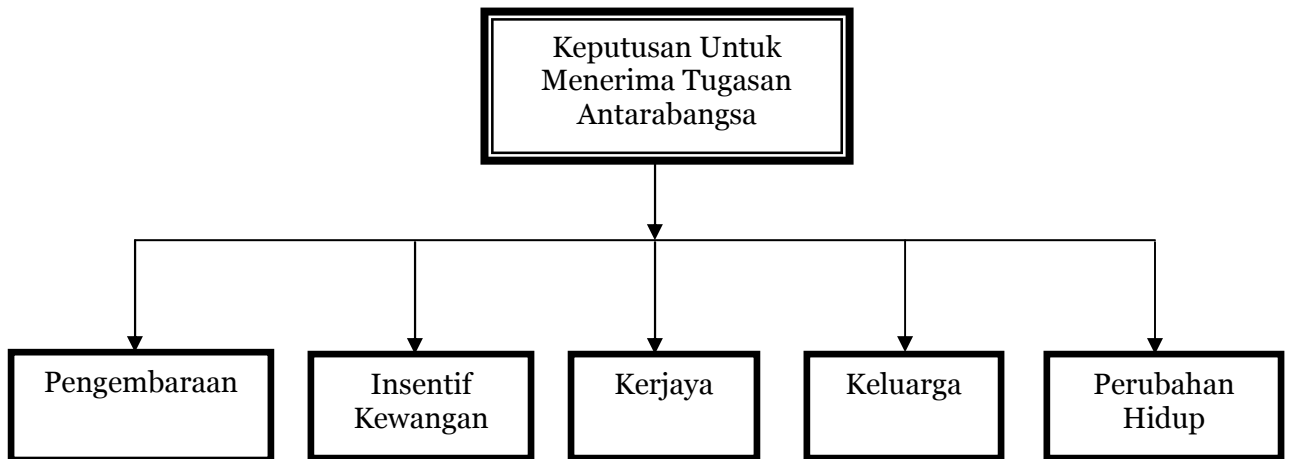 Keputusan Untuk
Menerima Tugasan
Antarabangsa
Pengembaraan
Insentif
Kewangan
Kerjaya
Keluarga
Perubahan
Hidup